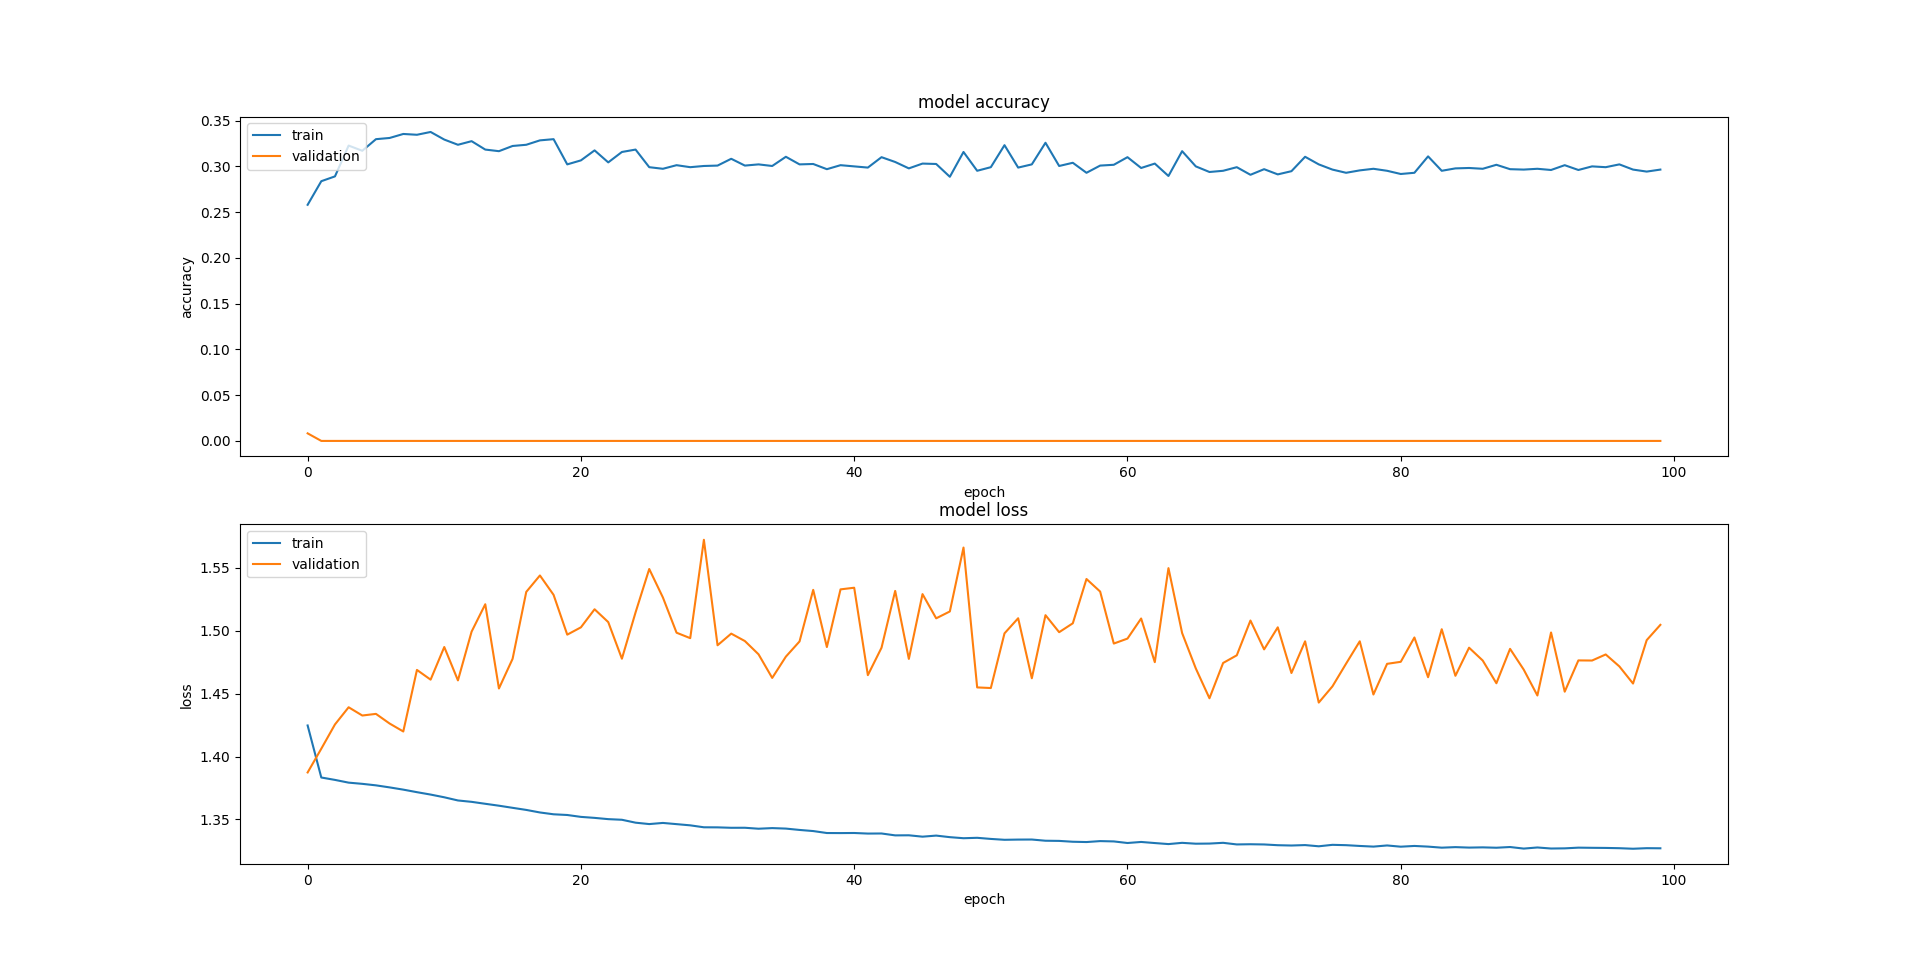 model accuracy
train
validation
0.35
0.30
0.25
0.20
0.15
0.10
0.05
0.00
accuracy
0 20 40 60 80 100
epoch
model loss
train
validation
1.55
1.50
1.45
1.40
1.35
loss
0 20 40 60 80 100
epoch